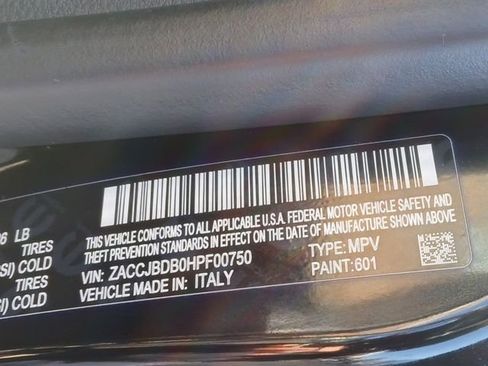 06 LB
TIRES
SI) COLD
TIRES
SI) COLD
THIS VEHICLE CONFORMS TO ALL APPLICABLE U.S.A. FEDERAL MOTOR VEHICLE SAFETY AND
THEFT PREVENTION STANDARDS IN EFFECT ON THE DATE OF MANUFACTURE SHOWN ABOVE.
VIN: ZACCJBDB0HPF00750
TYPE: MPV
VEHICLE MADE IN: ITALY
PAINT: 601